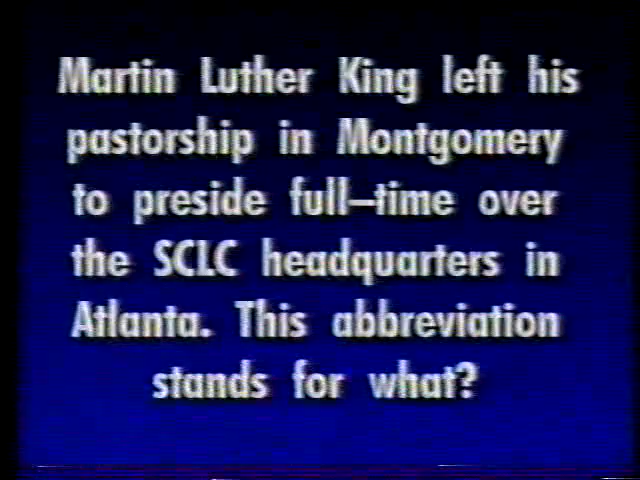 Martin Luther King left his
pastorship in Montgomery
to preside full-time over
the SCLC headquarters in
Atlanta. This abbreviation
stands for what?